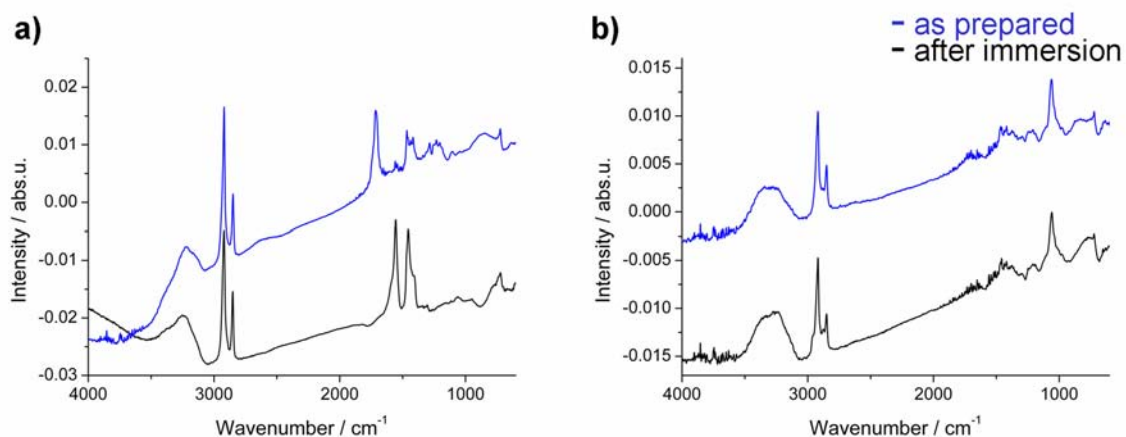 a)
b)
– as prepared
– after immersion
0.02
0.01
0.00
-0.01
-0.02
-0.03
Intensity / abs.u.
4000
3000
2000
1000
Wavenumber / cm⁻¹
0.015
0.010
0.005
0.000
-0.005
-0.010
-0.015
Intensity / abs.u.
4000
3000
2000
1000
Wavenumber / cm⁻¹